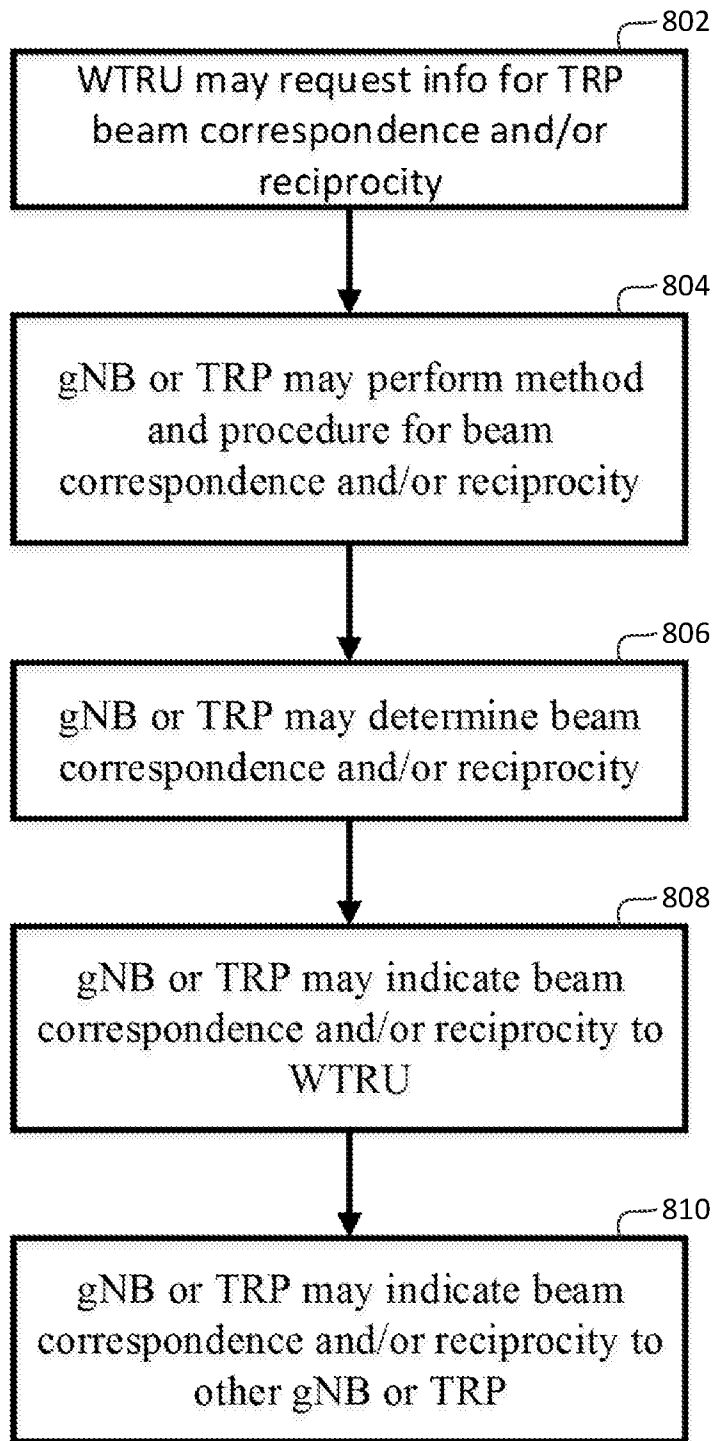 802
WTRU may request info for TRP
beam correspondence and/or
reciprocity
804
gNB or TRP may perform method
and procedure for beam
correspondence and/or reciprocity
806
gNB or TRP may determine beam
correspondence and/or reciprocity
808
gNB or TRP may indicate beam
correspondence and/or reciprocity to
WTRU
810
gNB or TRP may indicate beam
correspondence and/or reciprocity to
other gNB or TRP